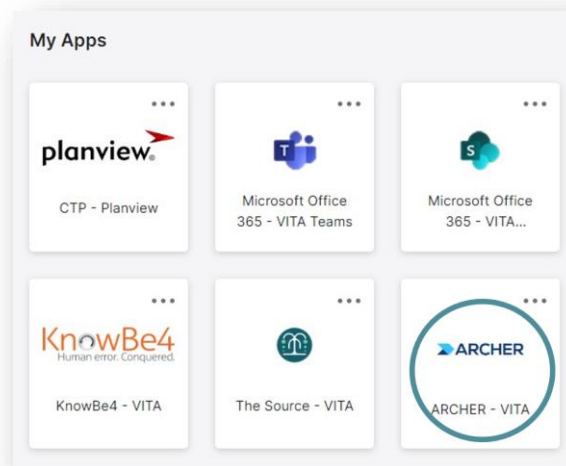 My Apps
planview.
CTP - Planview
T
Microsoft Office
365 - VITA Teams
S
Microsoft Office
365 - VITA...
KnowBe4
Human error. Conquered.
KnowBe4 - VITA
The Source - VITA
ARCHER
ARCHER - VITA